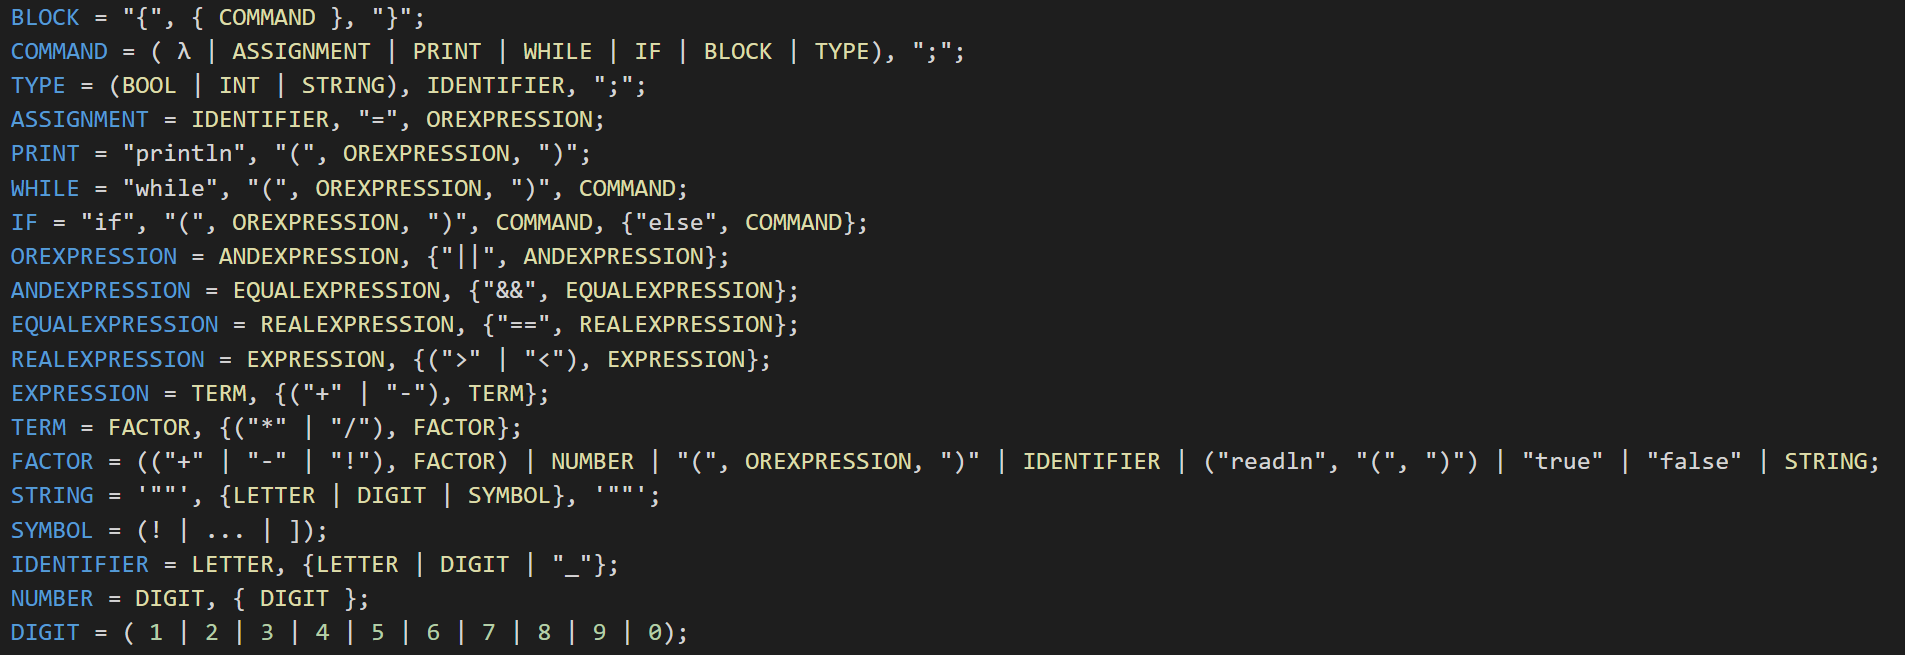 BLOCK = "{", { COMMAND }, "}";
COMMAND = ( λ | ASSIGNMENT | PRINT | WHILE | IF | BLOCK | TYPE), ";";
TYPE = (BOOL | INT | STRING), IDENTIFIER, ";";
ASSIGNMENT = IDENTIFIER, "=", OREXPRESSION;
PRINT = "println", "(", OREXPRESSION, ")";
WHILE = "while", "(", OREXPRESSION, ")", COMMAND;
IF = "if", "(", OREXPRESSION, ")", COMMAND, {"else", COMMAND};
OREXPRESSION = ANDEXPRESSION, {"||", ANDEXPRESSION};
ANDEXPRESSION = EQUALEXPRESSION, {"&&", EQUALEXPRESSION};
EQUALEXPRESSION = REALEXPRESSION, {"==", REALEXPRESSION};
REALEXPRESSION = EXPRESSION, {(">" | "<"), EXPRESSION};
EXPRESSION = TERM, {("+" | "-"), TERM};
TERM = FACTOR, {("*" | "/"), FACTOR};
FACTOR = (("+" | "-" | "!"), FACTOR) | NUMBER | "(", OREXPRESSION, ")" | IDENTIFIER | ("readln", "(", ")") | "true" | "false" | STRING;
STRING = '""', {LETTER | DIGIT | SYMBOL}, '""';
SYMBOL = (! | ... | ]);
IDENTIFIER = LETTER, {LETTER | DIGIT | "_"};
NUMBER = DIGIT, { DIGIT };
DIGIT = ( 1 | 2 | 3 | 4 | 5 | 6 | 7 | 8 | 9 | 0);